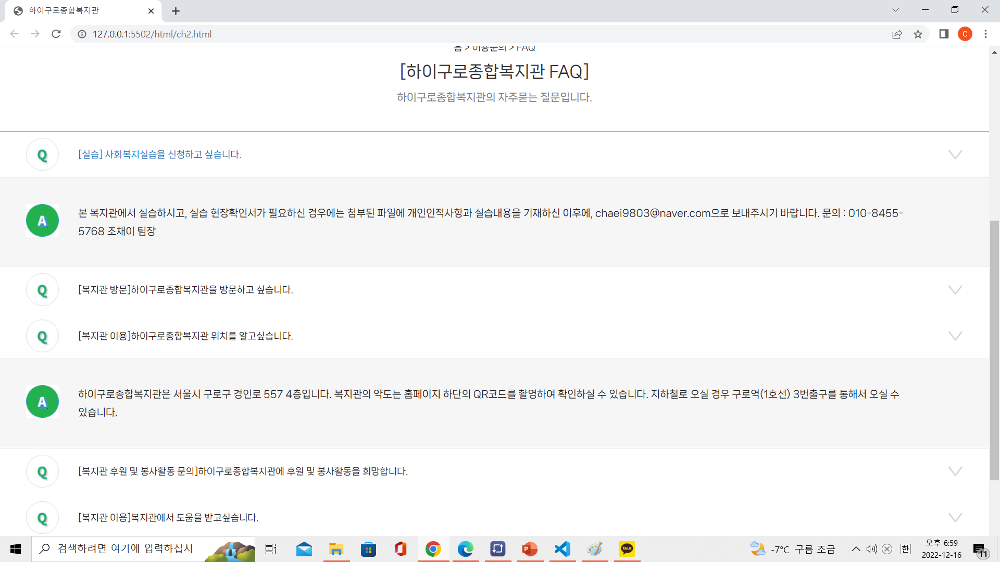 하이구로종합복지관
127.0.0.1:5502/html/ch2.html
C
홈 > 이용문의 > FAQ
[하이구로종합복지관 FAQ]
하이구로종합복지관의 자주묻는 질문입니다.
Q
[실습] 사회복지실습을 신청하고 싶습니다.
A
본 복지관에서 실습하시고, 실습 현장확인서가 필요하신 경우에는 첨부된 파일에 개인인적사항과 실습내용을 기재하신 이후에, chaei9803@naver.com으로 보내주시기 바랍니다. 문의 : 010-8455-
5768 조채이 팀장
Q
[복지관 방문]하이구로종합복지관을 방문하고 싶습니다.
Q
[복지관 이용]하이구로종합복지관 위치를 알고싶습니다.
A
하이구로종합복지관은 서울시 구로구 경인로 557 4층입니다. 복지관의 약도는 홈페이지 하단의 QR코드를 촬영하여 확인하실 수 있습니다. 지하철로 오실 경우 구로역(1호선) 3번출구를 통해서 오실 수
있습니다.
Q
[복지관 후원 및 봉사활동 문의]하이구로종합복지관에 후원 및 봉사활동을 희망합니다.
Q
[복지관 이용]복지관에서 도움을 받고싶습니다.
검색하려면 여기에 입력하십시
P
TALK
-7°C 구름 조금
한
오후 6:59
2022-12-16
11